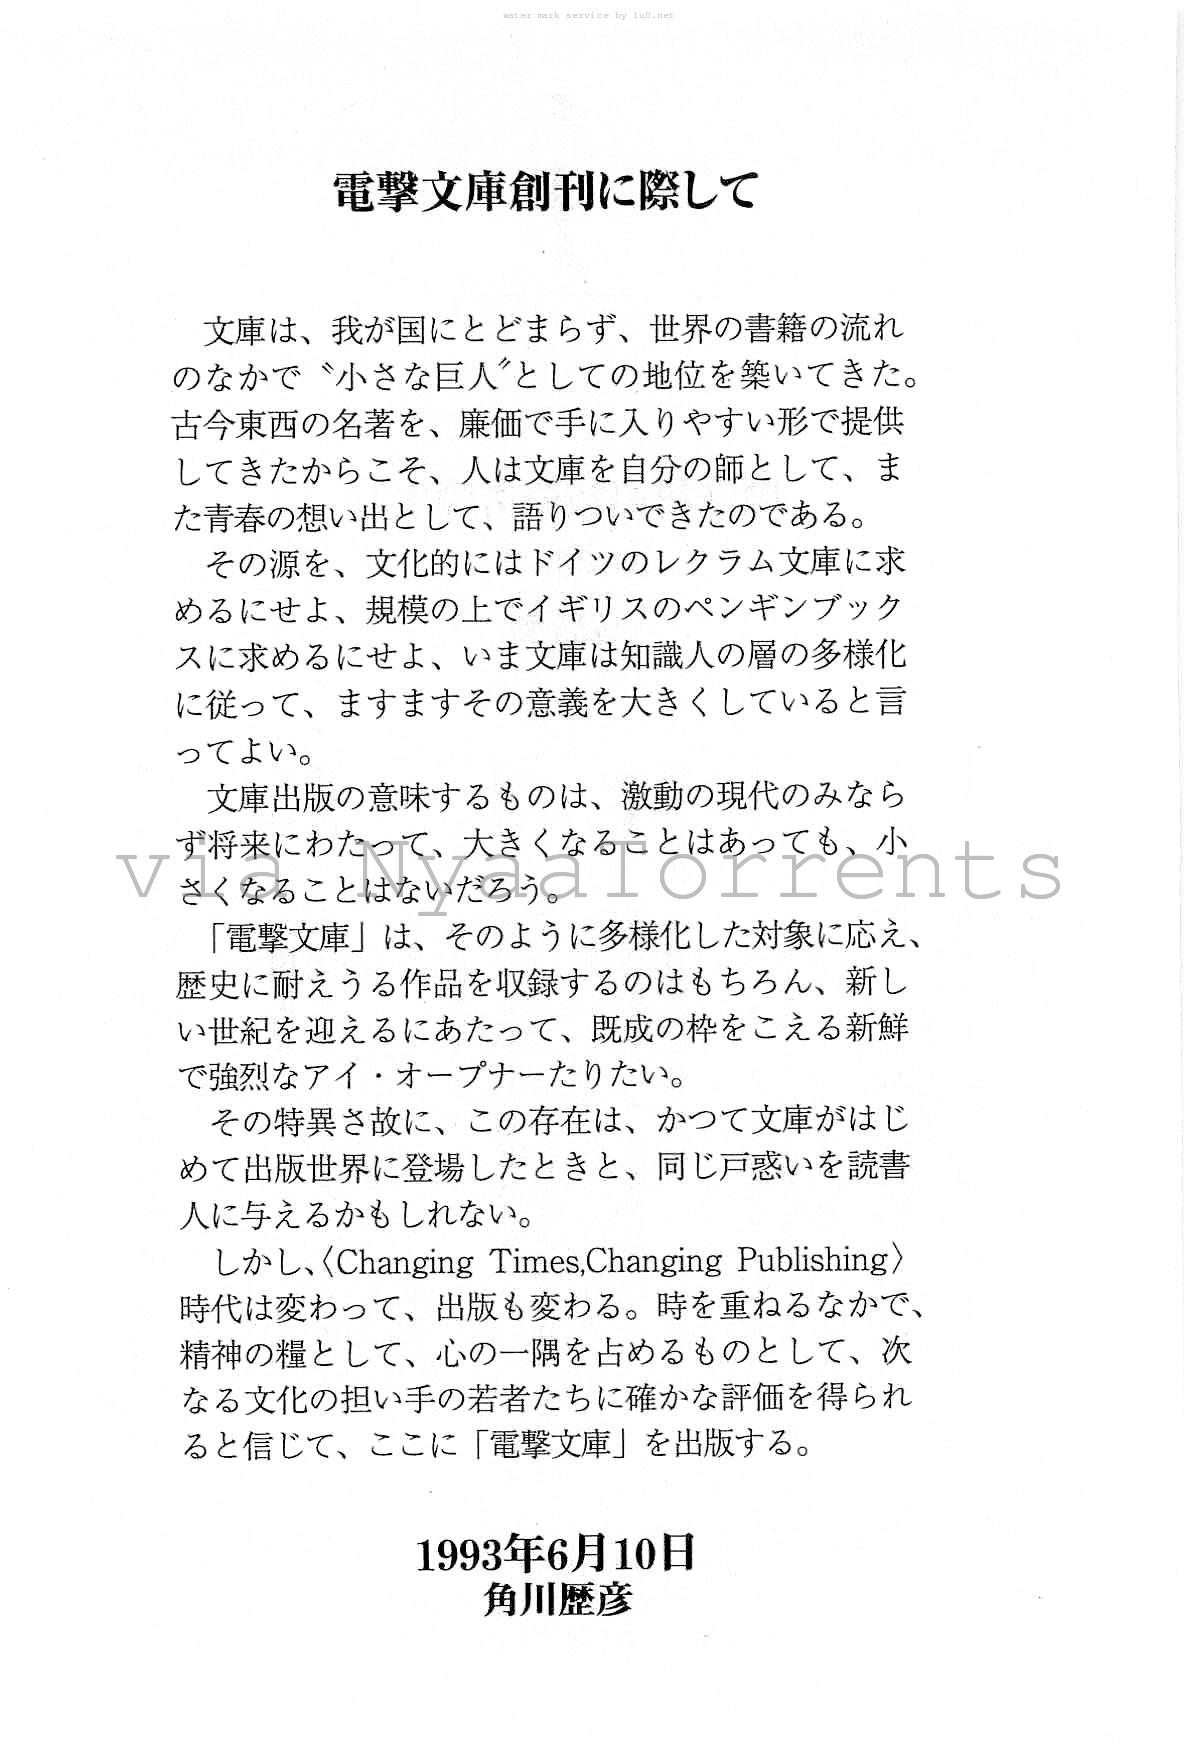 water mark service by lu0.net
電撃文庫創刊に際して
文庫は、我が国にとどまらず、世界の書籍の流れ
のなかで〝小さな巨人〞としての地位を築いてきた。
古今東西の名著を、廉価で手に入りやすい形で提供
してきたからこそ、人は文庫を自分の師として、ま
た青春の想い出として、語りついできたのである。
その源を、文化的にはドイツのレクラム文庫に求
めるにせよ、規模の上でイギリスのペンギンブック
スに求めるにせよ、いま文庫は知識人の層の多様化
に従って、ますますその意義を大きくしていると言
ってよい。
文庫出版の意味するものは、激動の現代のみなら
ず将来にわたって、大きくなることはあっても、小
さくなることはないだろう。
via NyaaTorrents
「電撃文庫」は、そのように多様化した対象に応え、
歴史に耐えうる作品を収録するのはもちろん、新し
い世紀を迎えるにあたって、既成の枠をこえる新鮮
で強烈なアイ・オープナーたりたい。
その特異さ故に、この存在は、かつて文庫がはじ
めて出版世界に登場したときと、同じ戸惑いを読書
人に与えるかもしれない。
しかし、〈Changing Times,Changing Publishing〉
時代は変わって、出版も変わる。時を重ねるなかで、
精神の糧として、心の一隅を占めるものとして、次
なる文化の担い手の若者たちに確かな評価を得られ
ると信じて、ここに「電撃文庫」を出版する。
1993年6月10日
角川歴彦